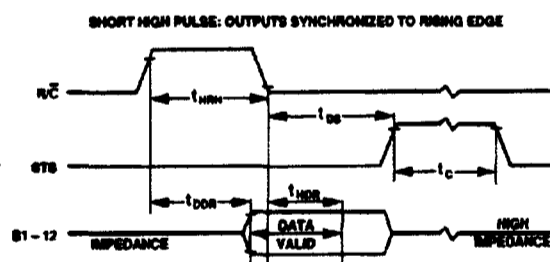 SHORT HIGH PULSE: OUTPUTS SYNCHRONIZED TO RISING EDGE
R/C̅
tHRH
tDS
STS
tC
tDDR
tHDR
B1 – 12
IMPEDANCE
DATA
VALID
HIGH
IMPEDANCE